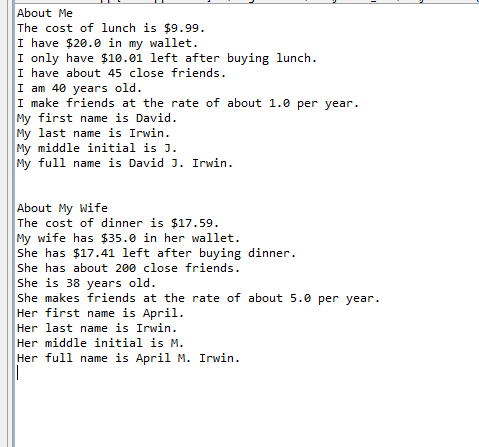 About Me
The cost of lunch is $9.99.
I have $20.0 in my wallet.
I only have $10.01 left after buying lunch.
I have about 45 close friends.
I am 40 years old.
I make friends at the rate of about 1.0 per year.
My first name is David.
My last name is Irwin.
My middle initial is J.
My full name is David J. Irwin.

About My Wife
The cost of dinner is $17.59.
My wife has $35.0 in her wallet.
She has $17.41 left after buying dinner.
She has about 200 close friends.
She is 38 years old.
She makes friends at the rate of about 5.0 per year.
Her first name is April.
Her last name is Irwin.
Her middle initial is M.
Her full name is April M. Irwin.